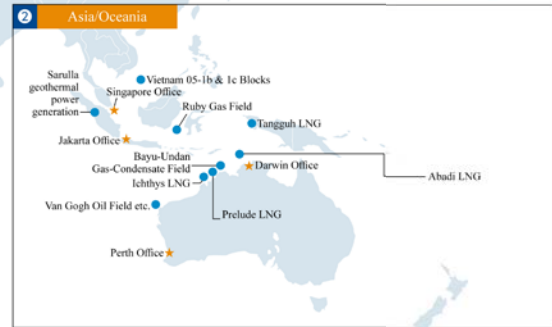 2 Asia/Oceania
Sarulla
geothermal
power
generation
Vietnam 05-1b & 1c Blocks
Singapore Office
Ruby Gas Field
Tangguh LNG
Jakarta Office
Bayu-Undan
Gas-Condensate Field
Darwin Office
Abadi LNG
Ichthys LNG
Prelude LNG
Van Gogh Oil Field etc.
Perth Office